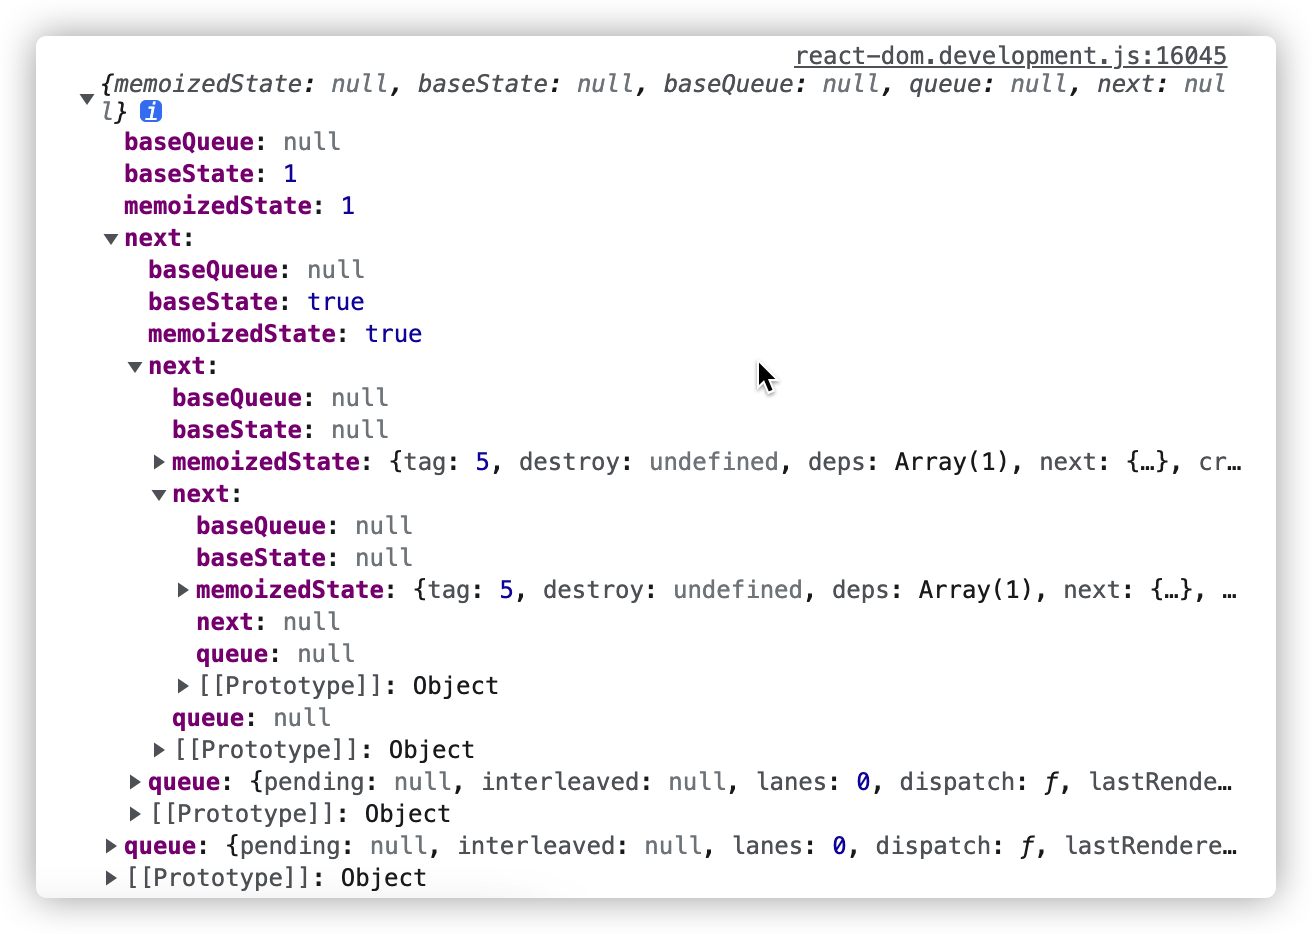 react-dom.development.js:16045
{memoizedState: null, baseState: null, baseQueue: null, queue: null, next: nul
l} i
baseQueue: null
baseState: 1
memoizedState: 1
next:
baseQueue: null
baseState: true
memoizedState: true
next:
baseQueue: null
baseState: null
memoizedState: {tag: 5, destroy: undefined, deps: Array(1), next: {…}, cr…
next:
baseQueue: null
baseState: null
memoizedState: {tag: 5, destroy: undefined, deps: Array(1), next: {…}, …
next: null
queue: null
[[Prototype]]: Object
queue: null
[[Prototype]]: Object
queue: {pending: null, interleaved: null, lanes: 0, dispatch: ƒ, lastRende…
[[Prototype]]: Object
queue: {pending: null, interleaved: null, lanes: 0, dispatch: ƒ, lastRendere…
[[Prototype]]: Object